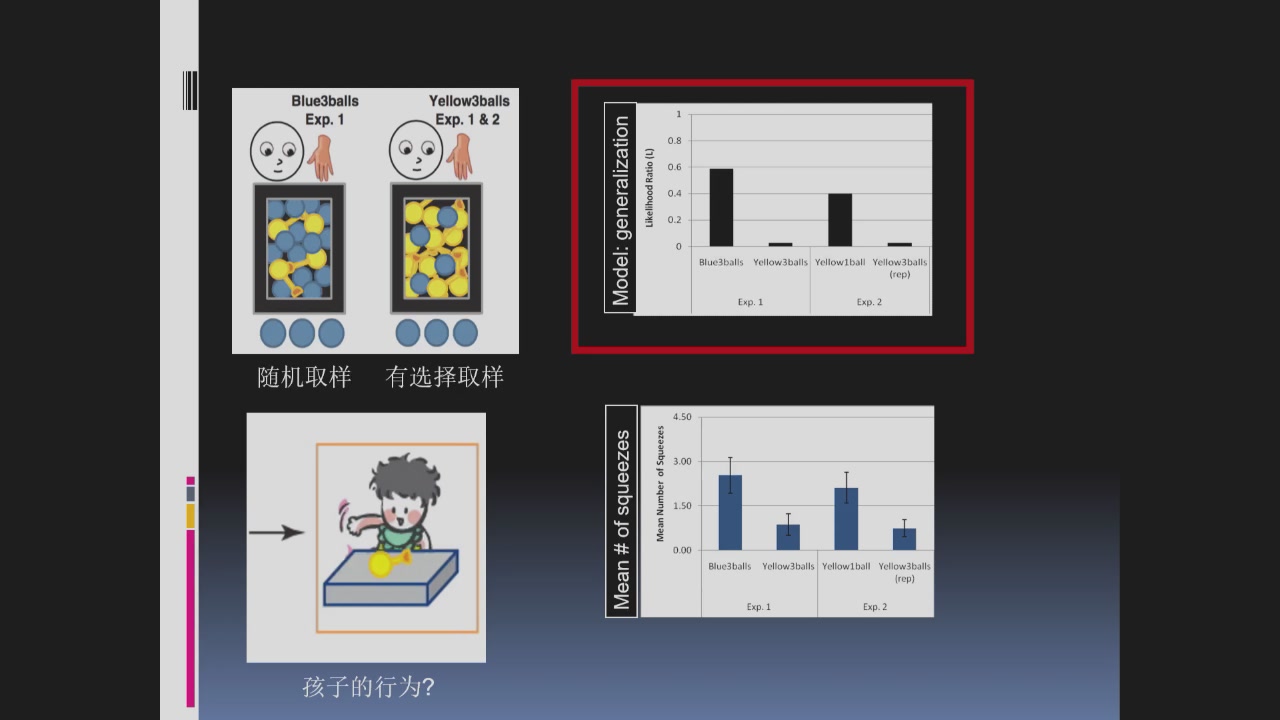 Blue3balls
Exp. 1
Yellow3balls
Exp. 1 & 2
随机取样
有选择取样
Model: generalization
Likelihood Ratio (L)
1
0.8
0.6
0.4
0.2
0
Blue3balls
Yellow3balls
Yellow1ball
Yellow3balls
(rep)
Exp. 1
Exp. 2
孩子的行为?
Mean # of squeezes
Mean Number of Squeezes
4.50
3.00
1.50
0.00
Blue3balls
Yellow3balls
Yellow1ball
Yellow3balls
(rep)
Exp. 1
Exp. 2